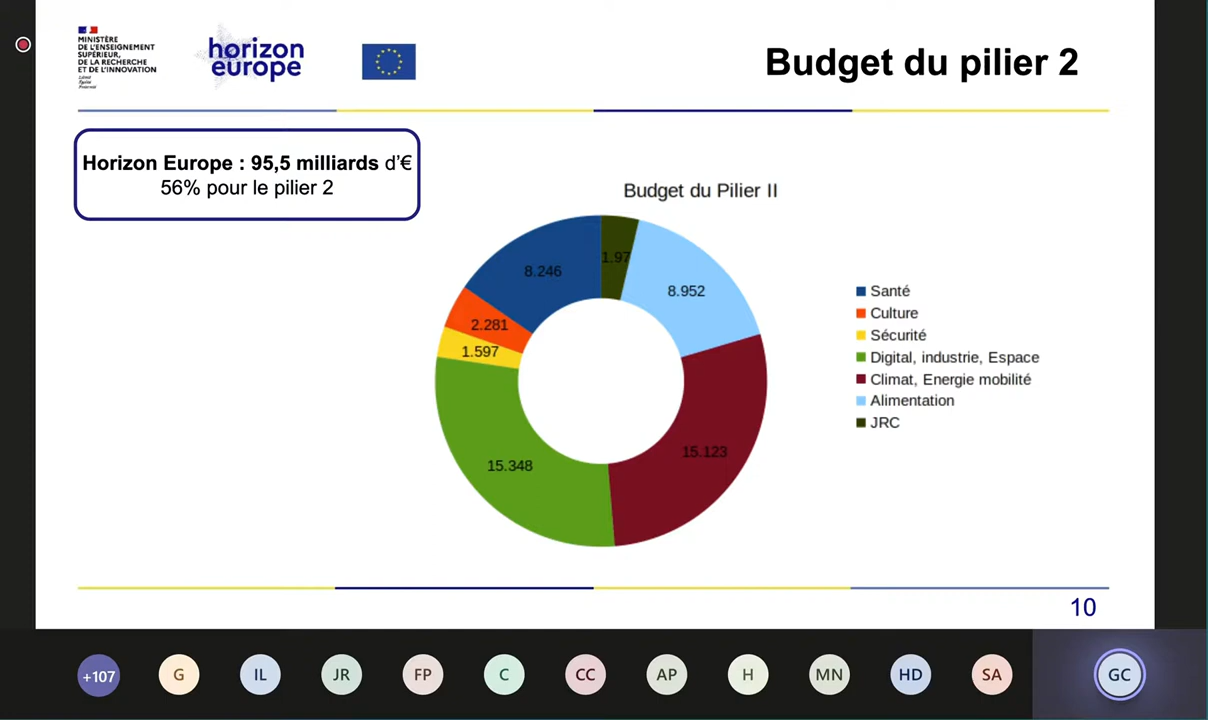 MINISTÈRE
DE L'ENSEIGNEMENT
SUPÉRIEUR,
DE LA RECHERCHE
ET DE L'INNOVATION
Liberté
Égalité
Fraternité
horizon
europe
Budget du pilier 2
Horizon Europe : 95,5 milliards d'€
56% pour le pilier 2
Budget du Pilier II
8.246
1.97
8.952
2.281
1.597
15.348
15.123
Santé
Culture
Sécurité
Digital, industrie, Espace
Climat, Energie mobilité
Alimentation
JRC
10
+107
G
IL
JR
FP
C
CC
AP
H
MN
HD
SA
GC